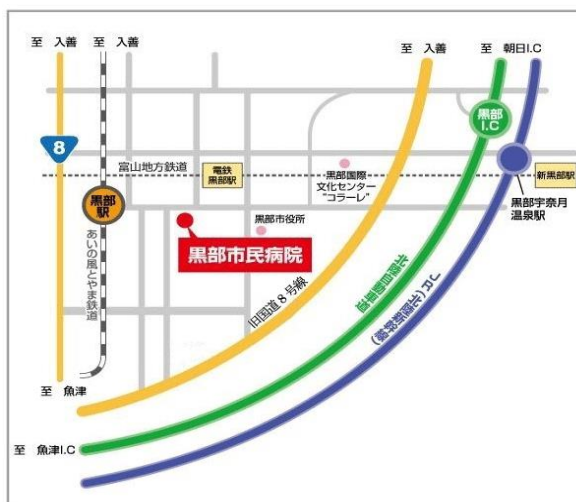 至 入善
至 入善
至 入善
至 朝日I.C
8
黒部
I.C
富山地方鉄道
電鉄
黒部駅
黒部国際
文化センター
“コラーレ”
新黒部駅
黒部宇奈月
温泉駅
黒部
駅
黒部市役所
黒部市民病院
あいの風とやま鉄道
旧国道8号線
北陸自動車道
JR(北陸新幹線)
至 魚津
至 魚津I.C